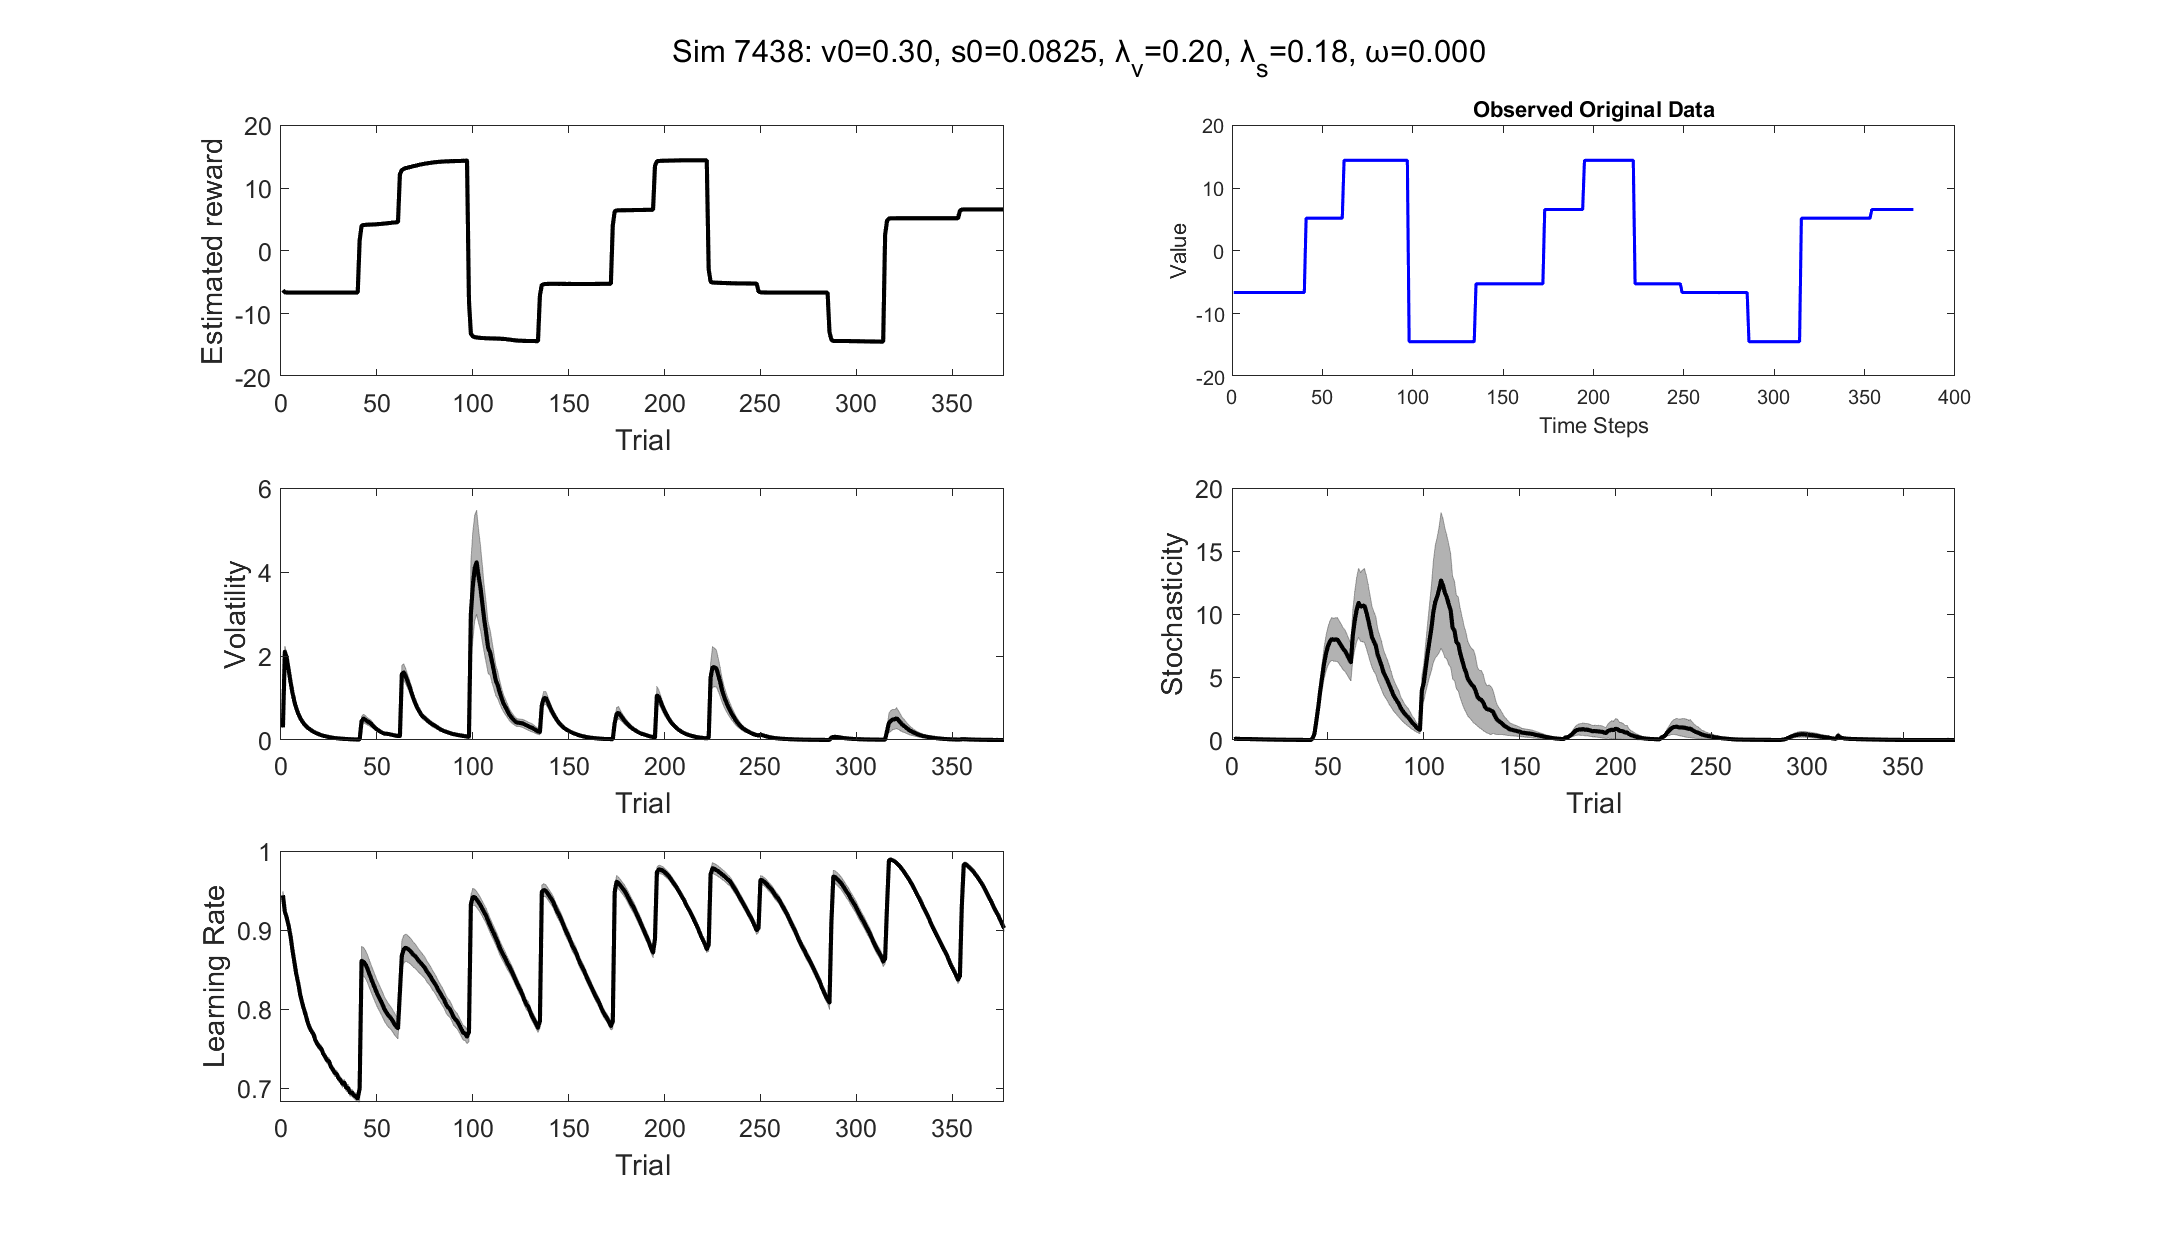 Sim 7438: v0=0.30, s0=0.0825, λ_v=0.20, λ_s=0.18, ω=0.000
20
10
0
-10
-20
Estimated reward
0 50 100 150 200 250 300 350
Trial
Observed Original Data
20
10
0
-10
-20
Value
0 50 100 150 200 250 300 350 400
Time Steps
6
4
2
0
Volatility
0 50 100 150 200 250 300 350
Trial
20
15
10
5
0
Stochasticity
0 50 100 150 200 250 300 350
Trial
1
0.9
0.8
0.7
Learning Rate
0 50 100 150 200 250 300 350
Trial